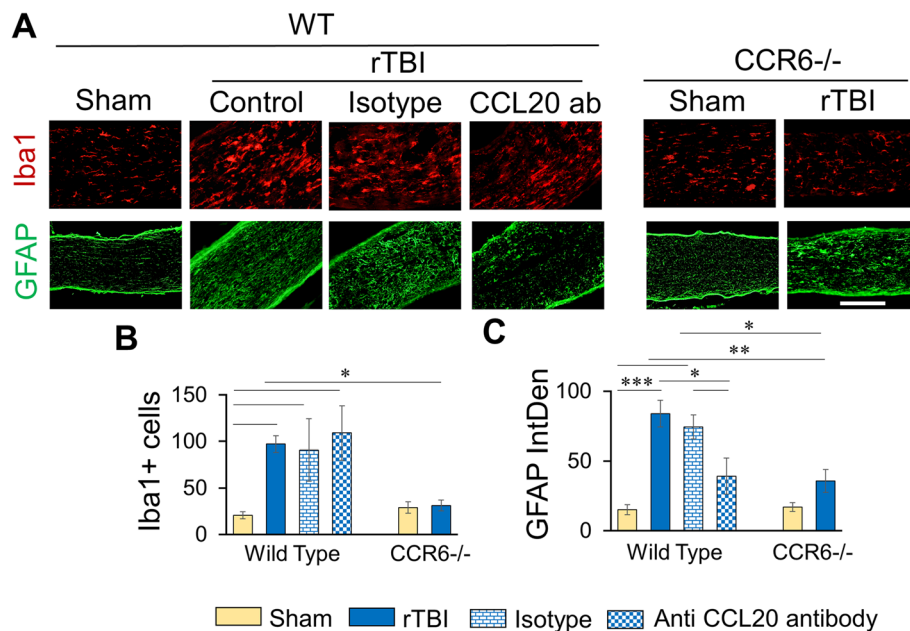 A
WT
rTBI
CCR6-/-
Sham Control Isotype CCL20 ab Sham rTBI
Iba1
GFAP
B
C
*
*
**
*** *
Iba1+ cells
150
100
50
0
Wild Type CCR6-/-
GFAP IntDen
100
50
0
Wild Type CCR6-/-
Sham rTBI Isotype Anti CCL20 antibody